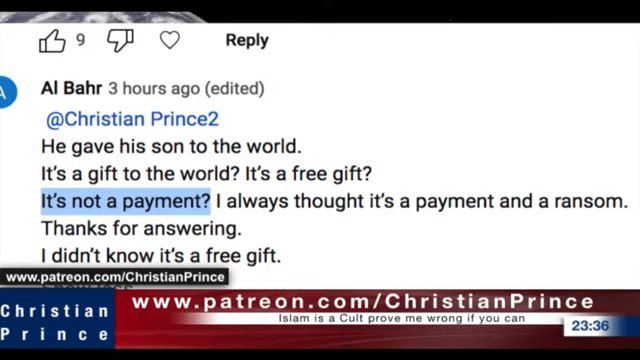 9
Reply
A
Al Bahr 3 hours ago (edited)
@Christian Prince2
He gave his son to the world.
It's a gift to the world? It's a free gift?
It's not a payment? I always thought it's a payment and a ransom.
Thanks for answering.
I didn't know it's a free gift.
www.patreon.com/ChristianPrince
Christian
Prince
www.patreon.com/ChristianPrince
Islam is a Cult prove me wrong if you can
23:36